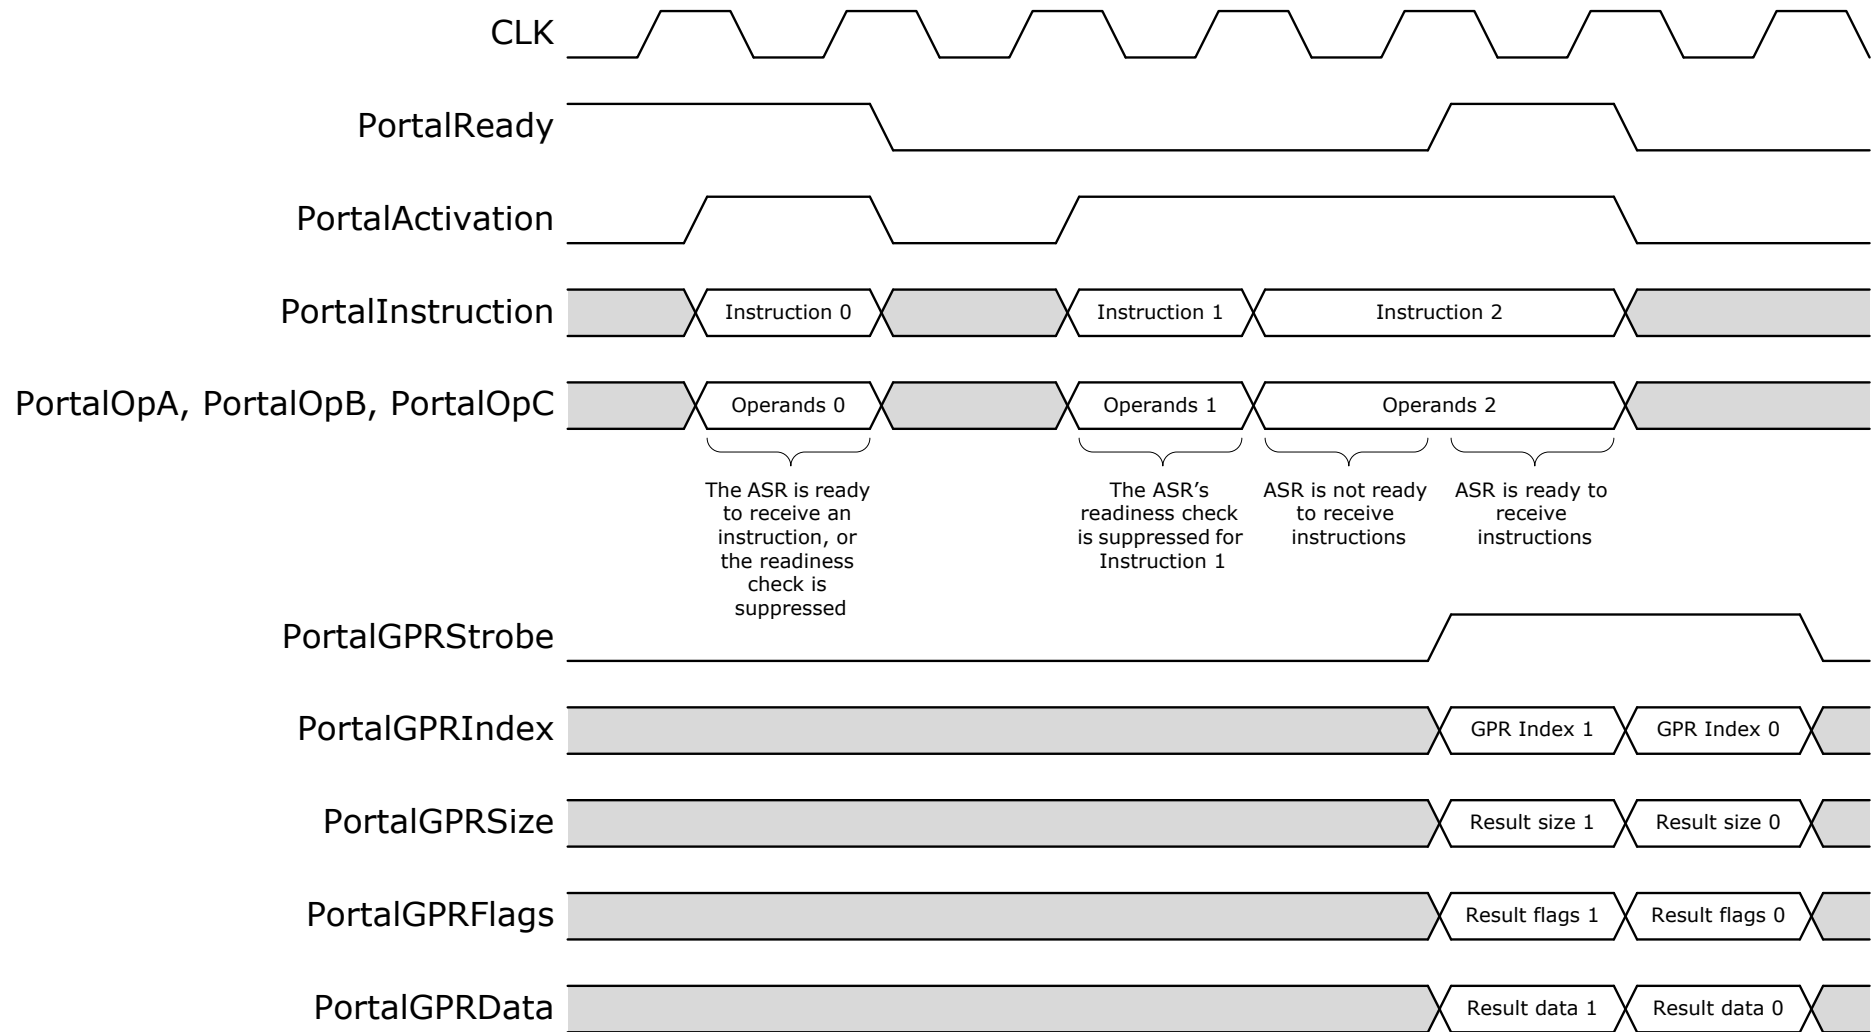 CLK
PortalReady
PortalActivation
PortalInstruction
Instruction 0
Instruction 1
Instruction 2
PortalOpA, PortalOpB, PortalOpC
Operands 0
Operands 1
Operands 2
The ASR is ready
to receive an
instruction, or
the readiness
check is
suppressed
The ASR’s
readiness check
is suppressed for
Instruction 1
ASR is not ready
to receive
instructions
ASR is ready to
receive
instructions
PortalGPRStrobe
PortalGPRIndex
GPR Index 1
GPR Index 0
PortalGPRSize
Result size 1
Result size 0
PortalGPRFlags
Result flags 1
Result flags 0
PortalGPRData
Result data 1
Result data 0